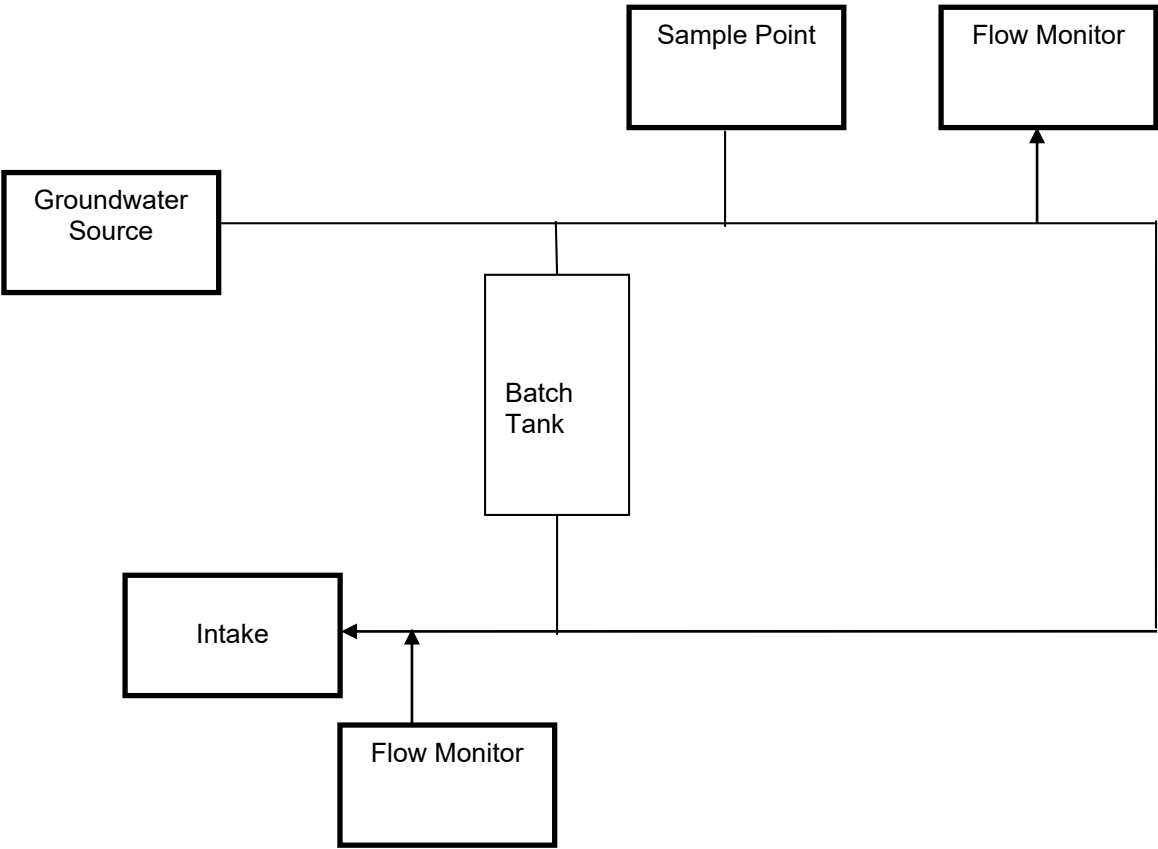 Sample Point
Flow Monitor
Groundwater
Source
Batch
Tank
Intake
Flow Monitor